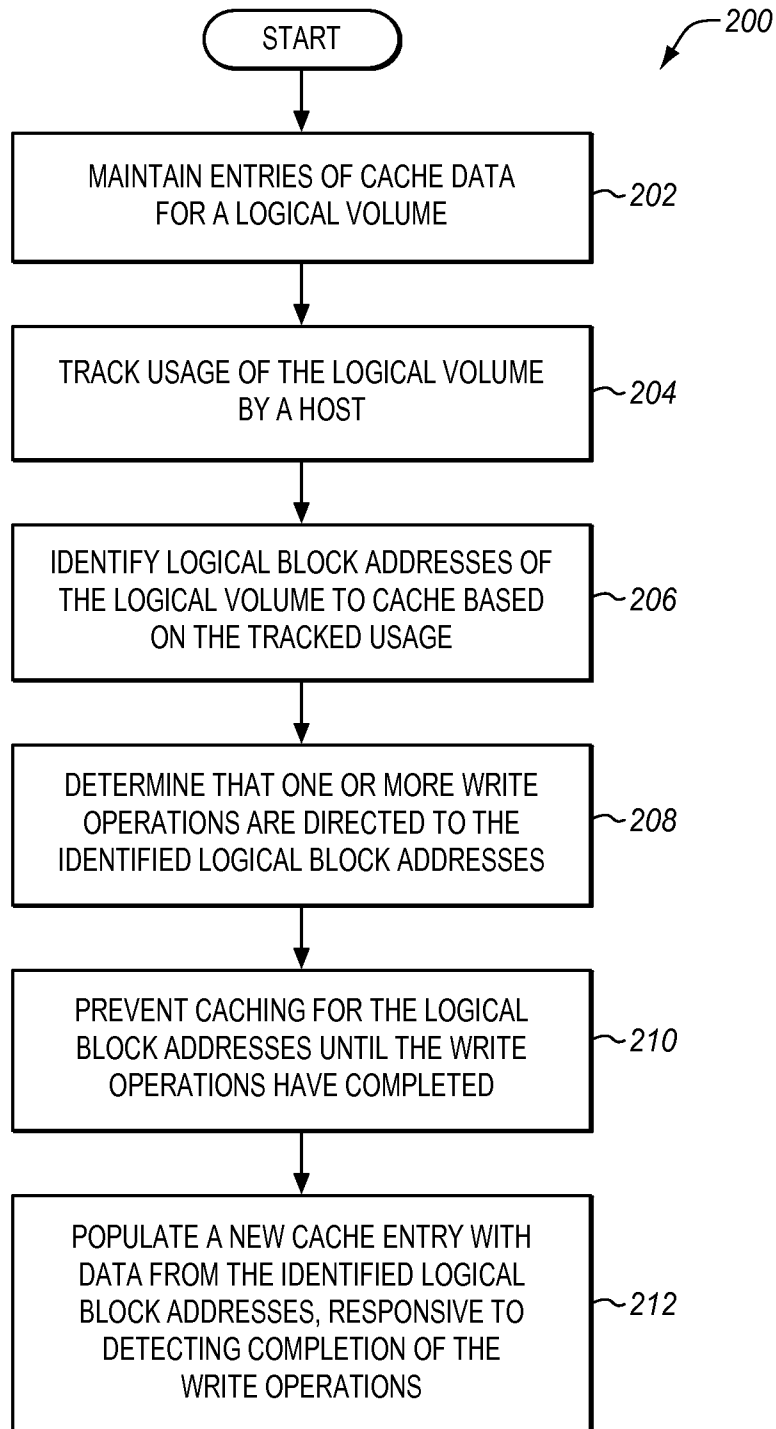 START
200
MAINTAIN ENTRIES OF CACHE DATA
FOR A LOGICAL VOLUME
202
TRACK USAGE OF THE LOGICAL VOLUME
BY A HOST
204
IDENTIFY LOGICAL BLOCK ADDRESSES OF
THE LOGICAL VOLUME TO CACHE BASED
ON THE TRACKED USAGE
206
DETERMINE THAT ONE OR MORE WRITE
OPERATIONS ARE DIRECTED TO THE
IDENTIFIED LOGICAL BLOCK ADDRESSES
208
PREVENT CACHING FOR THE LOGICAL
BLOCK ADDRESSES UNTIL THE WRITE
OPERATIONS HAVE COMPLETED
210
POPULATE A NEW CACHE ENTRY WITH
DATA FROM THE IDENTIFIED LOGICAL
BLOCK ADDRESSES, RESPONSIVE TO
DETECTING COMPLETION OF THE
WRITE OPERATIONS
212